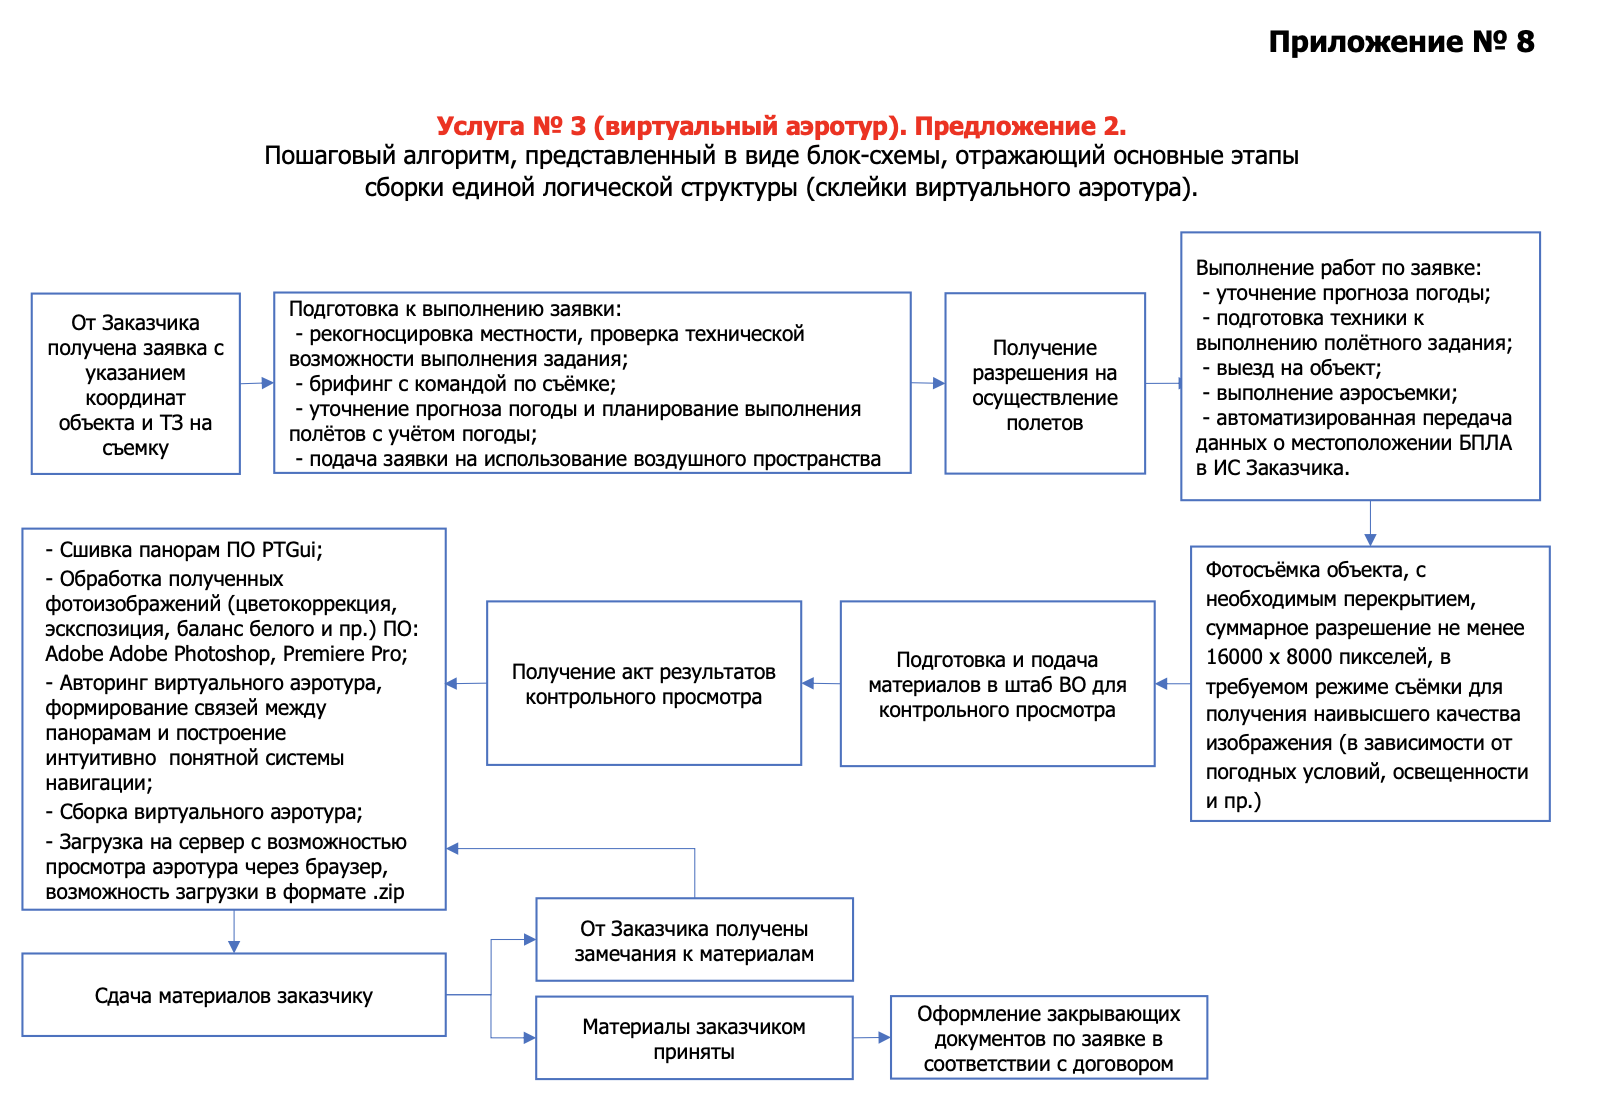 Приложение № 8
Услуга № 3 (виртуальный аэротур). Предложение 2.
Пошаговый алгоритм, представленный в виде блок-схемы, отражающий основные этапы
сборки единой логической структуры (склейки виртуального аэротура).
От Заказчика
получена заявка с
указанием
координат
объекта и ТЗ на
съемку
Подготовка к выполнению заявки:
- рекогносцировка местности, проверка технической
возможности выполнения задания;
- брифинг с командой по съёмке;
- уточнение прогноза погоды и планирование выполнения
полётов с учётом погоды;
- подача заявки на использование воздушного пространства
Получение
разрешения на
осуществление
полетов
Выполнение работ по заявке:
- уточнение прогноза погоды;
- подготовка техники к
выполнению полётного задания;
- выезд на объект;
- выполнение аэросъемки;
- автоматизированная передача
данных о местоположении БПЛА
в ИС Заказчика.
Фотосъёмка объекта, с
необходимым перекрытием,
суммарное разрешение не менее
16000 х 8000 пикселей, в
требуемом режиме съёмки для
получения наивысшего качества
изображения (в зависимости от
погодных условий, освещенности
и пр.)
Подготовка и подача
материалов в штаб ВО для
контрольного просмотра
Получение акт результатов
контрольного просмотра
- Сшивка панорам ПО PTGui;
- Обработка полученных
фотоизображений (цветокоррекция,
эскспозиция, баланс белого и пр.) ПО:
Adobe Adobe Photoshop, Premiere Pro;
- Авторинг виртуального аэротура,
формирование связей между
панорамам и построение
интуитивно  понятной системы
навигации;
- Сборка виртуального аэротура;
- Загрузка на сервер с возможностью
просмотра аэротура через браузер,
возможность загрузки в формате .zip
Сдача материалов заказчику
От Заказчика получены
замечания к материалам
Материалы заказчиком
приняты
Оформление закрывающих
документов по заявке в
соответствии с договором